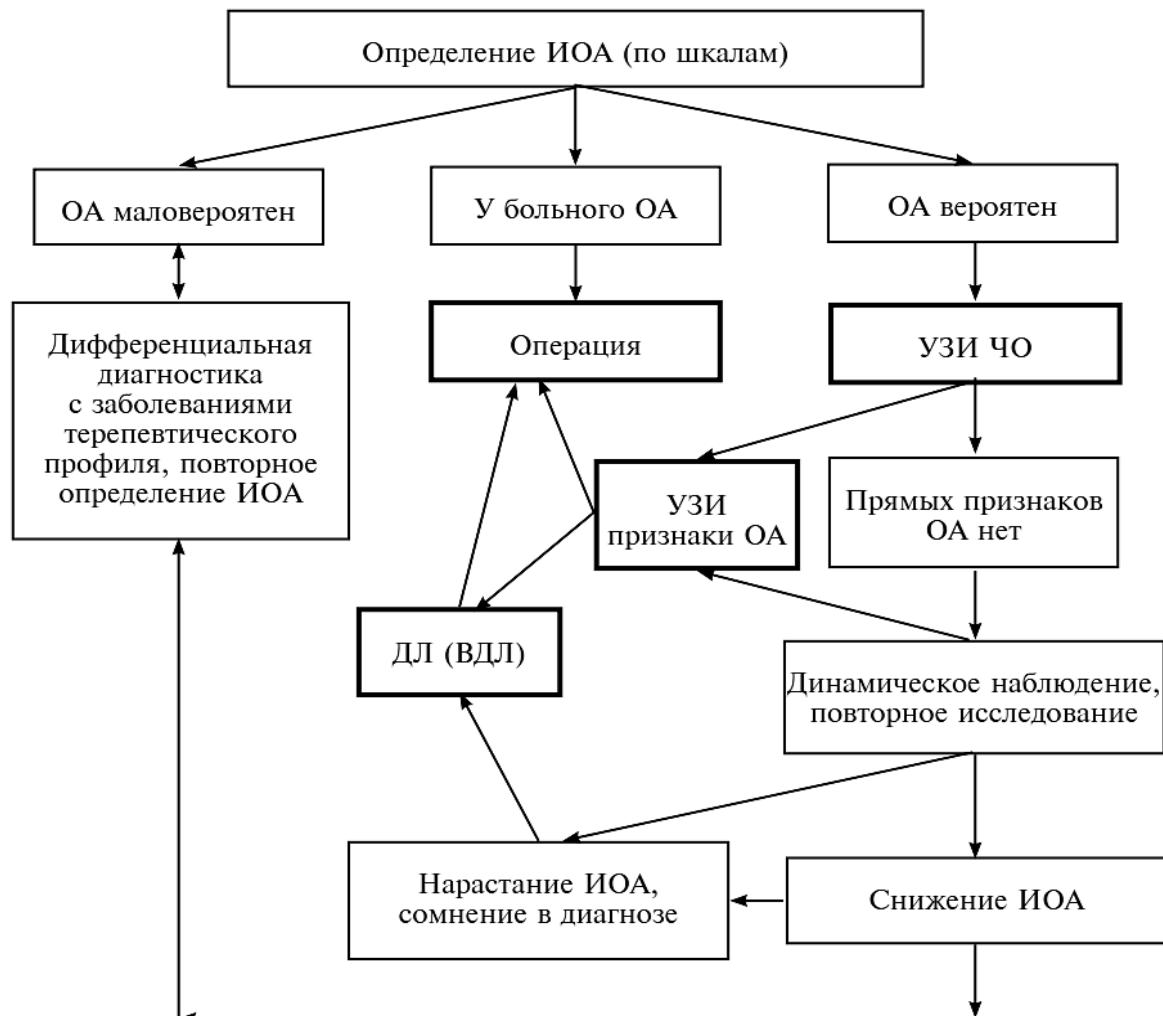 Определение ИОА (по шкалам)
ОА маловероятен
У больного ОА
ОА вероятен
Дифференциальная
диагностика
с заболеваниями
терепевтического
профиля, повторное
определение ИОА
Операция
УЗИ ЧО
УЗИ
признаки ОА
Прямых признаков
ОА нет
ДЛ (ВДЛ)
Динамическое наблюдение,
повторное исследование
Нарастание ИОА,
сомнение в диагнозе
Снижение ИОА